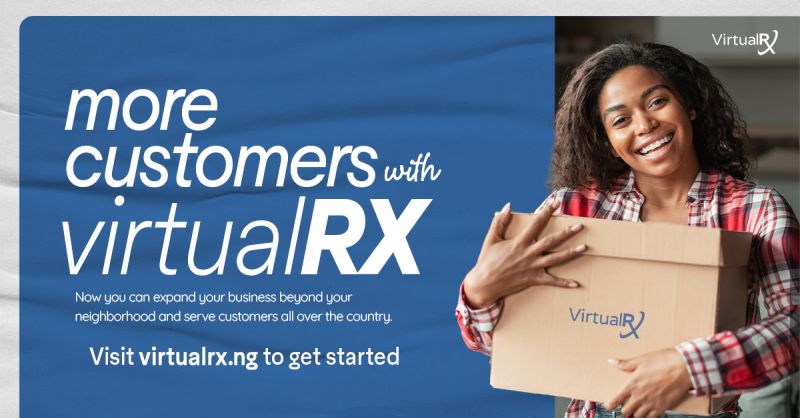 VirtualRX
more
customers with
virtualRX
Now you can expand your business beyond your
neighborhood and serve customers all over the country.
Visit virtualrx.ng to get started
VirtualRX